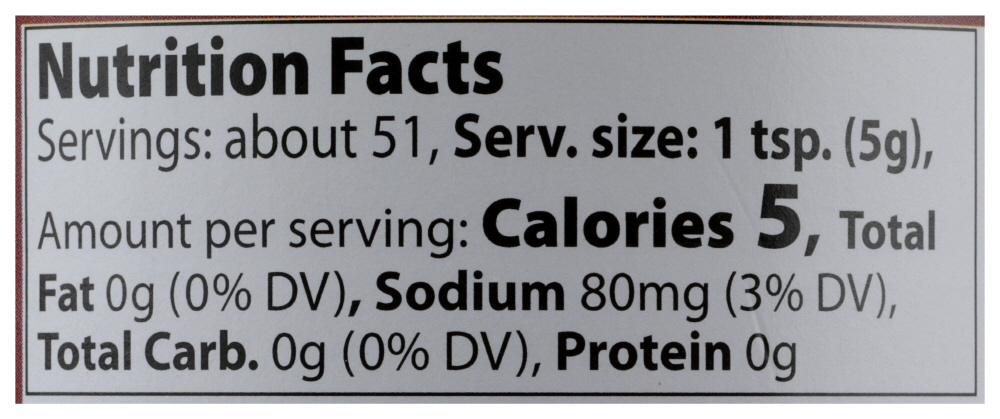 Nutrition Facts
Servings: about 51, Serv. size: 1 tsp. (5g),
Amount per serving: Calories 5, Total
Fat 0g (0% DV), Sodium 80mg (3% DV),
Total Carb. 0g (0% DV), Protein 0g